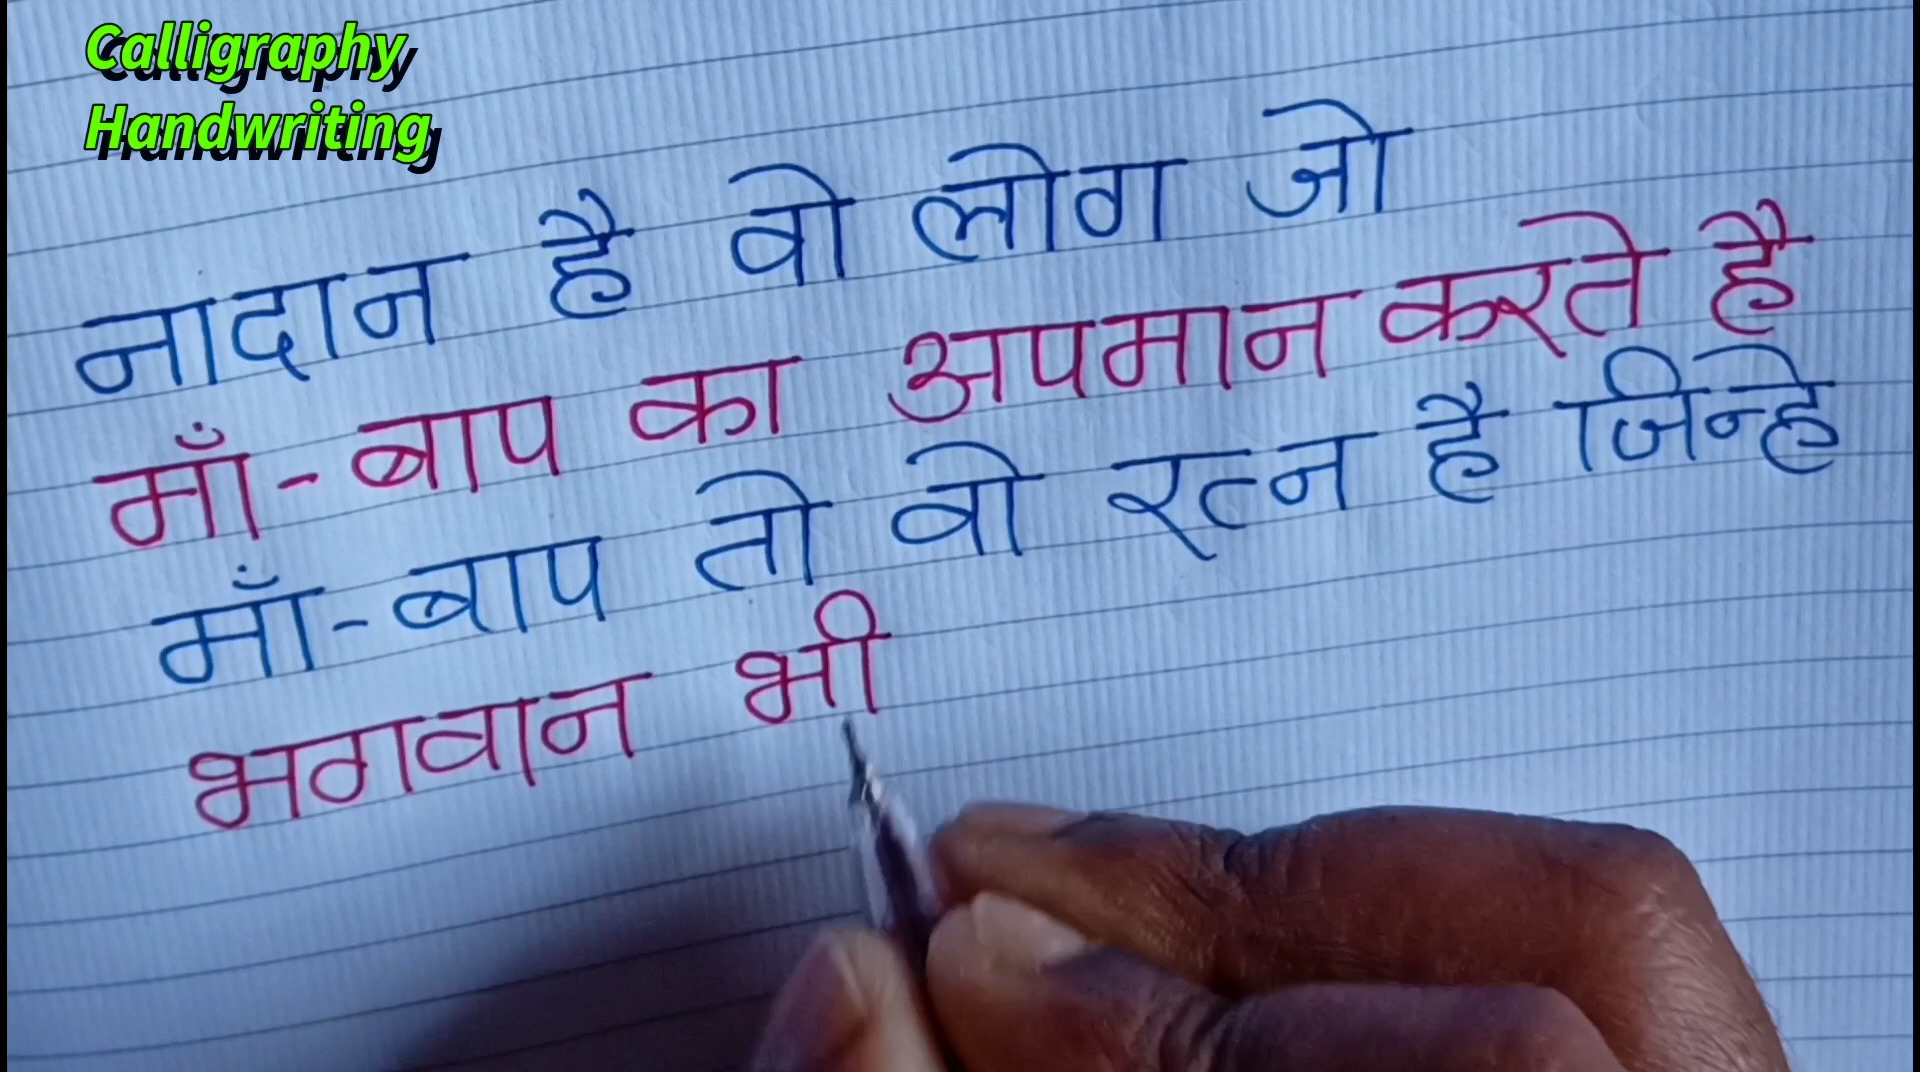 Calligraphy
Handwriting
नादान है वो लोग जो
माँ-बाप का अपमान करते है
माँ-बाप तो वो रत्न है जिन्हे
भगवान भी